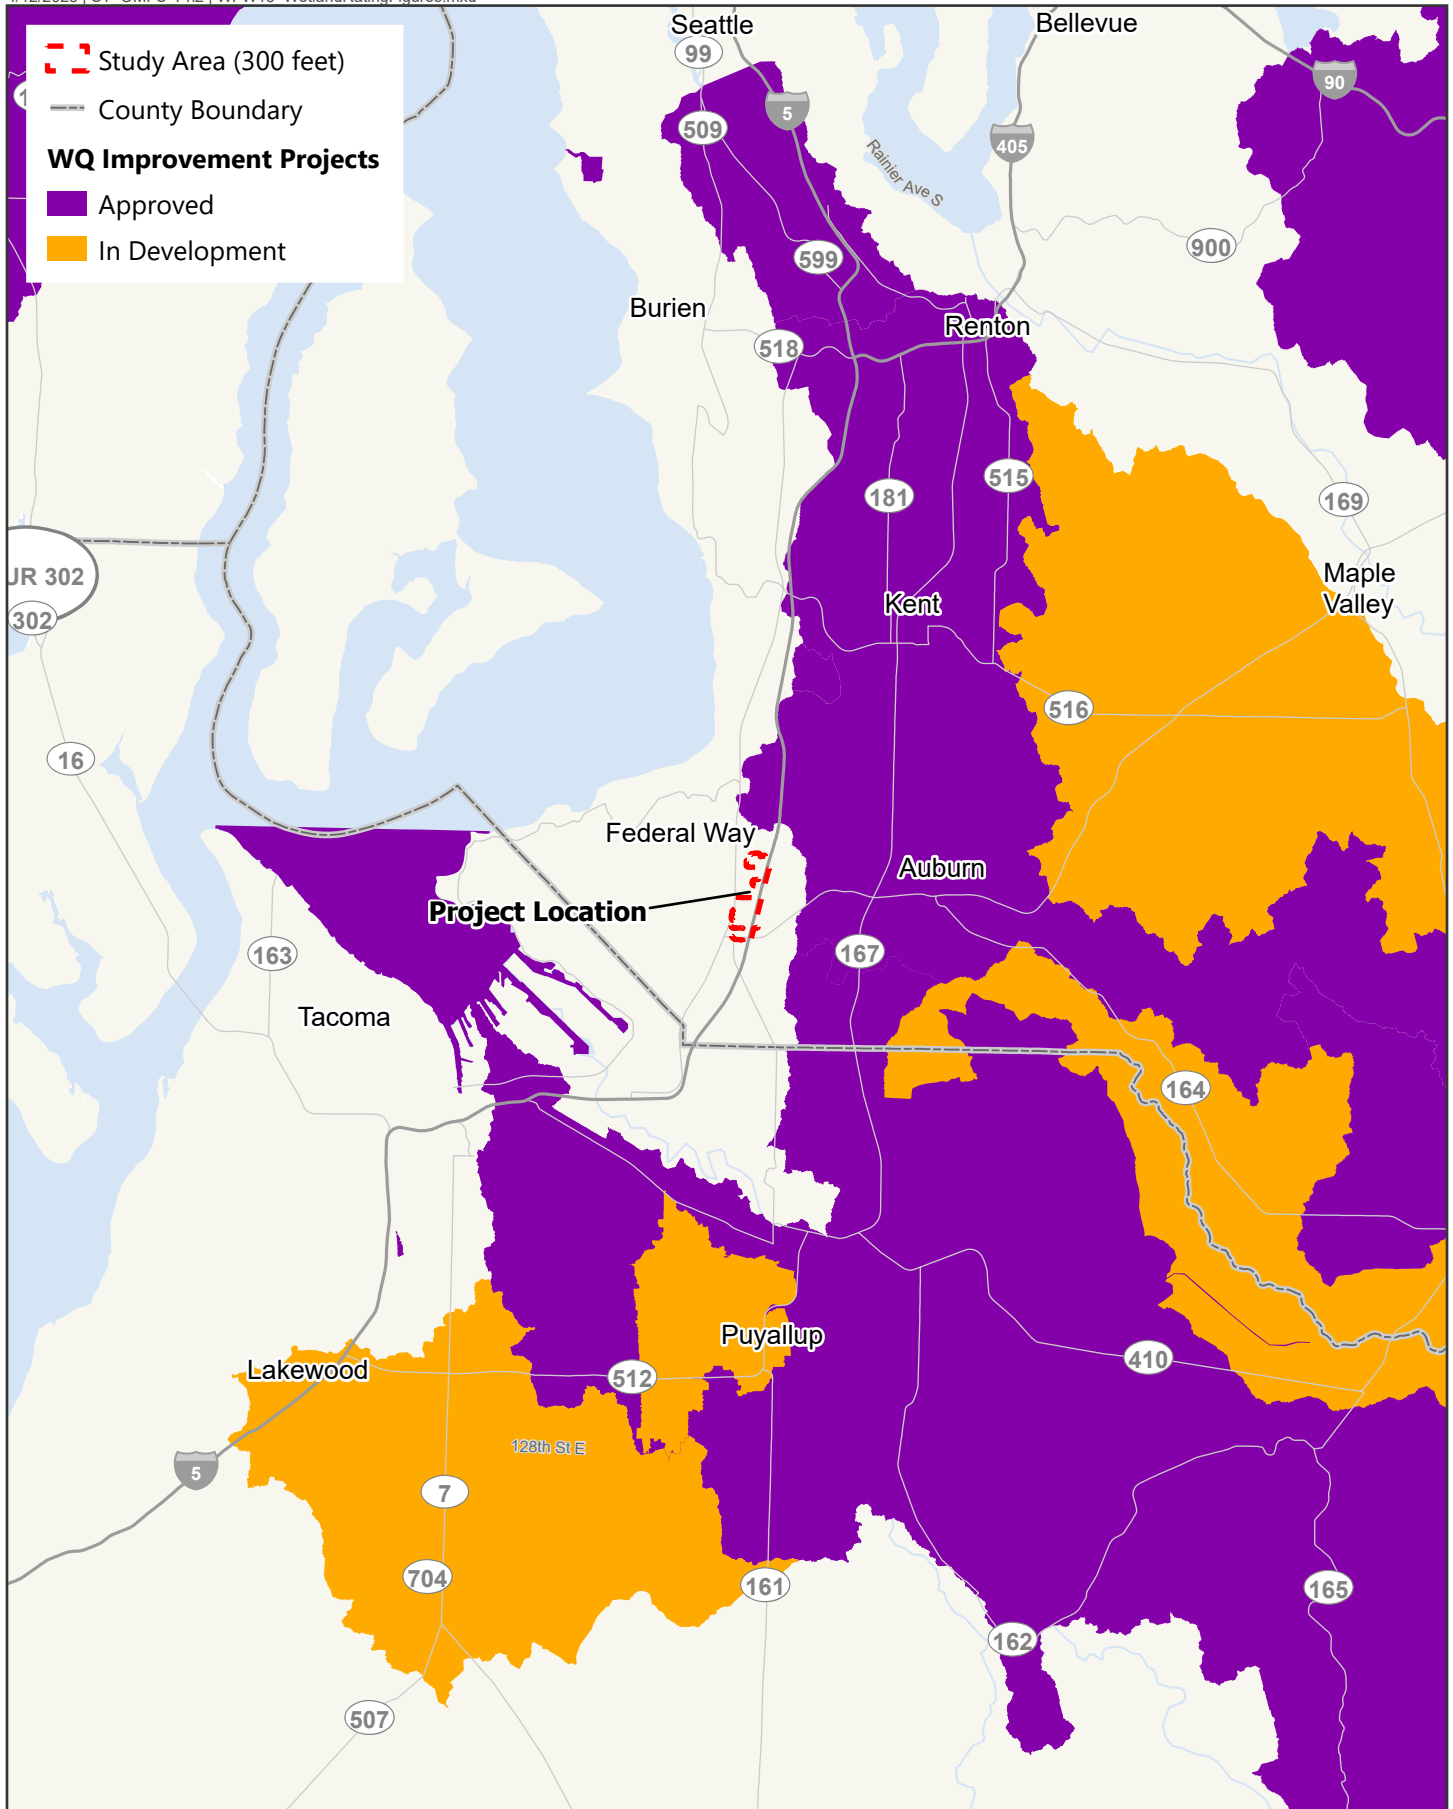 Study Area (300 feet)
County Boundary
WQ Improvement Projects
Approved
In Development
Seattle
Bellevue
99
5
90
509
405
Rainier Ave S
599
900
Burien
Renton
518
515
181
169
UR 302
302
Kent
Maple
Valley
516
16
Federal Way
Auburn
Project Location
163
167
Tacoma
164
Puyallup
410
Lakewood
512
128th St E
5
7
704
161
165
162
507